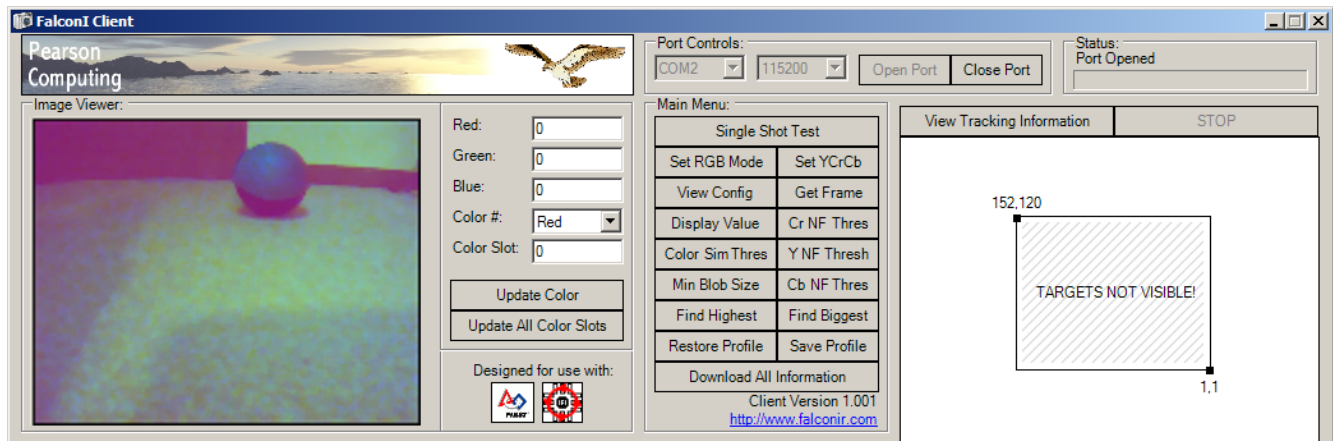 FalconI Client
Pearson
Computing
Port Controls:
COM2
115200
Open Port
Close Port
Status:
Port Opened
Image Viewer:
Red:
0
Green:
0
Blue:
0
Color #:
Red
Color Slot:
0
Update Color
Update All Color Slots
Designed for use with:
FIRST
IFI
Main Menu:
Single Shot Test
Set RGB Mode
Set YCrCb
View Config
Get Frame
Display Value
Cr NF Thres
Color Sim Thres
Y NF Thresh
Min Blob Size
Cb NF Thres
Find Highest
Find Biggest
Restore Profile
Save Profile
Download All Information
Client Version 1.001
http://www.falconir.com
View Tracking Information
STOP
152,120
TARGETS NOT VISIBLE!
1,1